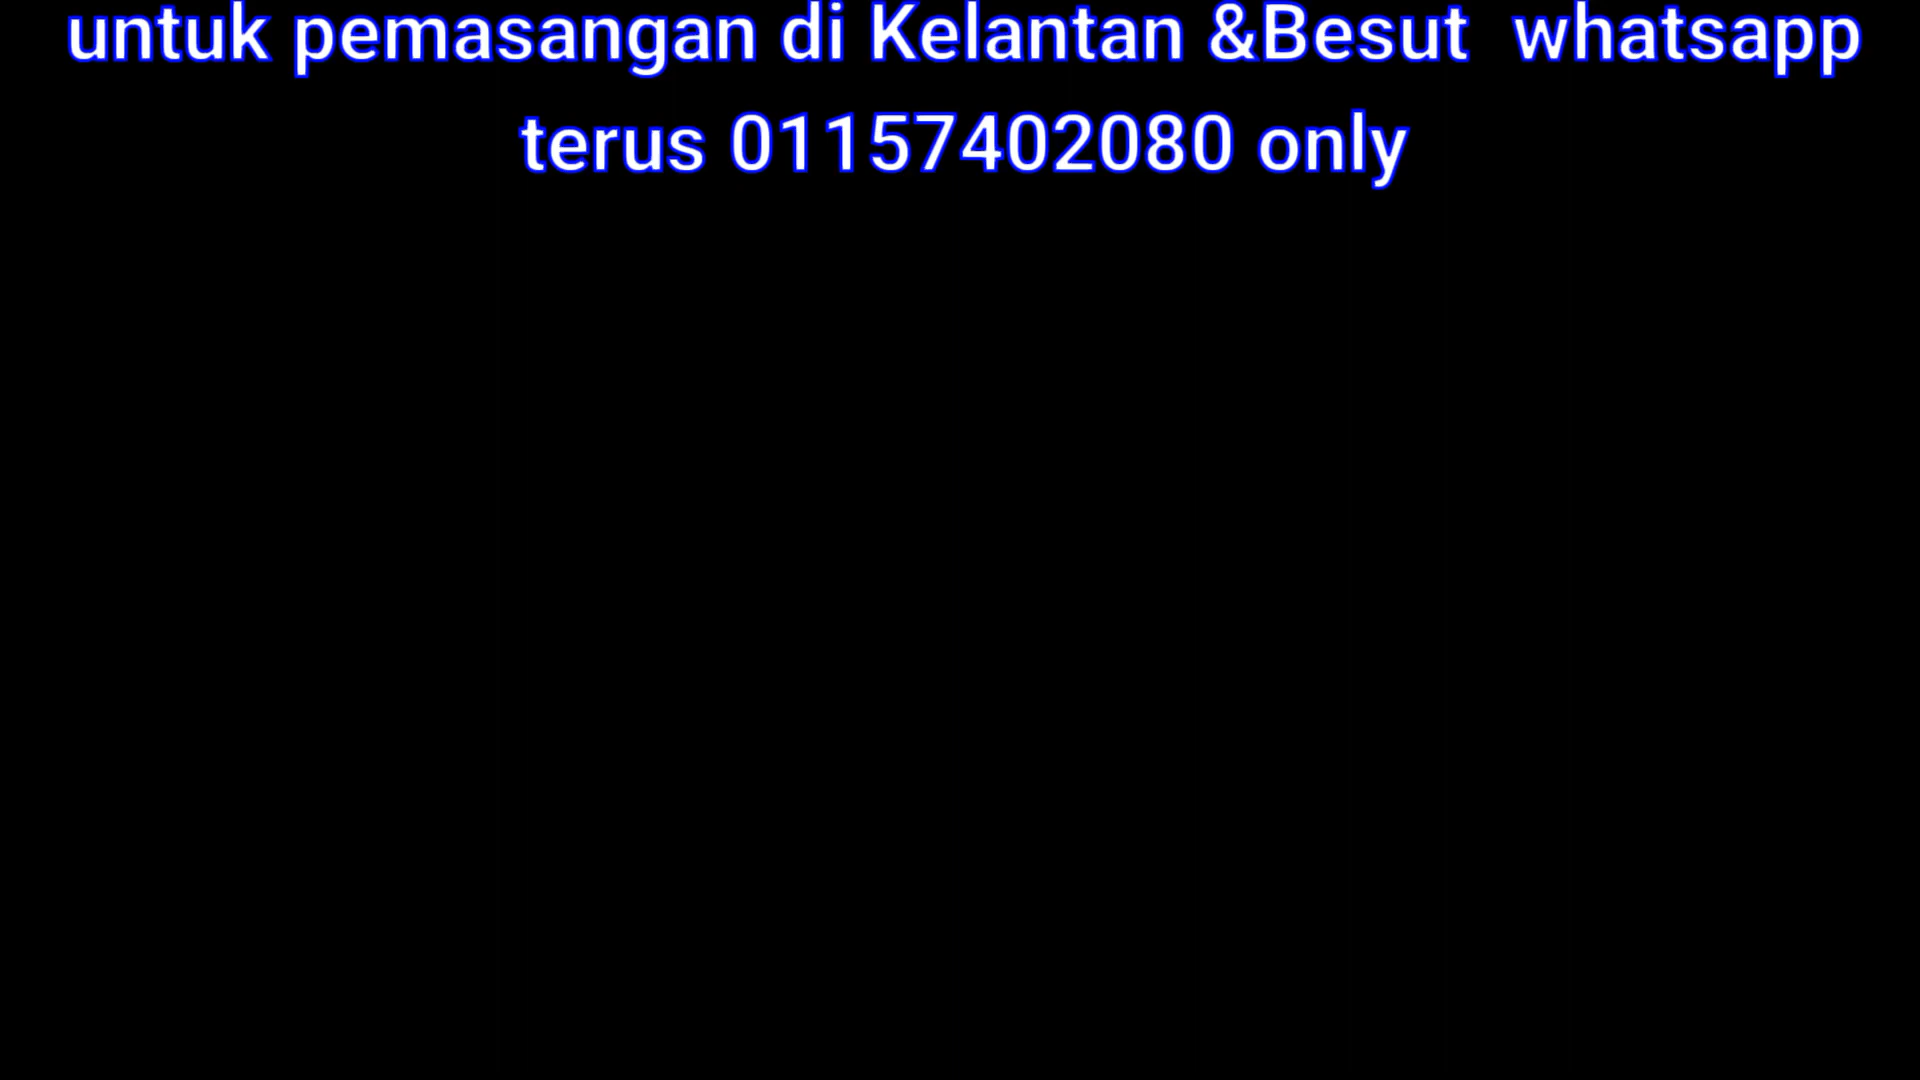 untuk pemasangan di Kelantan &Besut  whatsapp
terus 01157402080 only